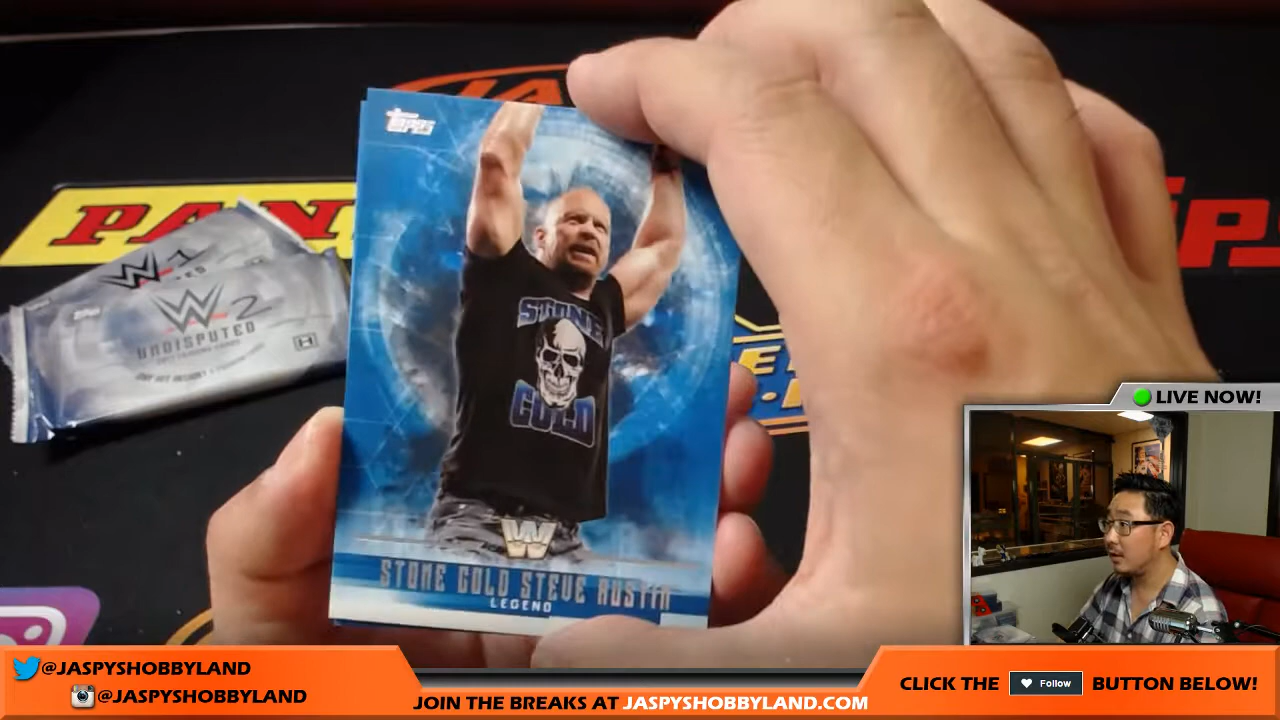 Topps
STONE
COLD
STONE COLD STEVE AUSTIN
LEGEND
PAN
W 1
W 2
UNDISPUTED
LIVE NOW!
@JASPYSHOBBYLAND
@JASPYSHOBBYLAND
JOIN THE BREAKS AT JASPYSHOBBYLAND.COM
CLICK THE Follow BUTTON BELOW!